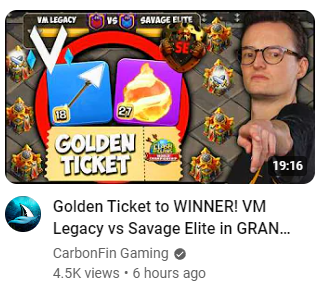 VM LEGACY VS SAVAGE ELITE
SE
18
27
GOLDEN
TICKET
19:16
Golden Ticket to WINNER! VM
Legacy vs Savage Elite in GRAN...
CarbonFin Gaming
4.5K views • 6 hours ago